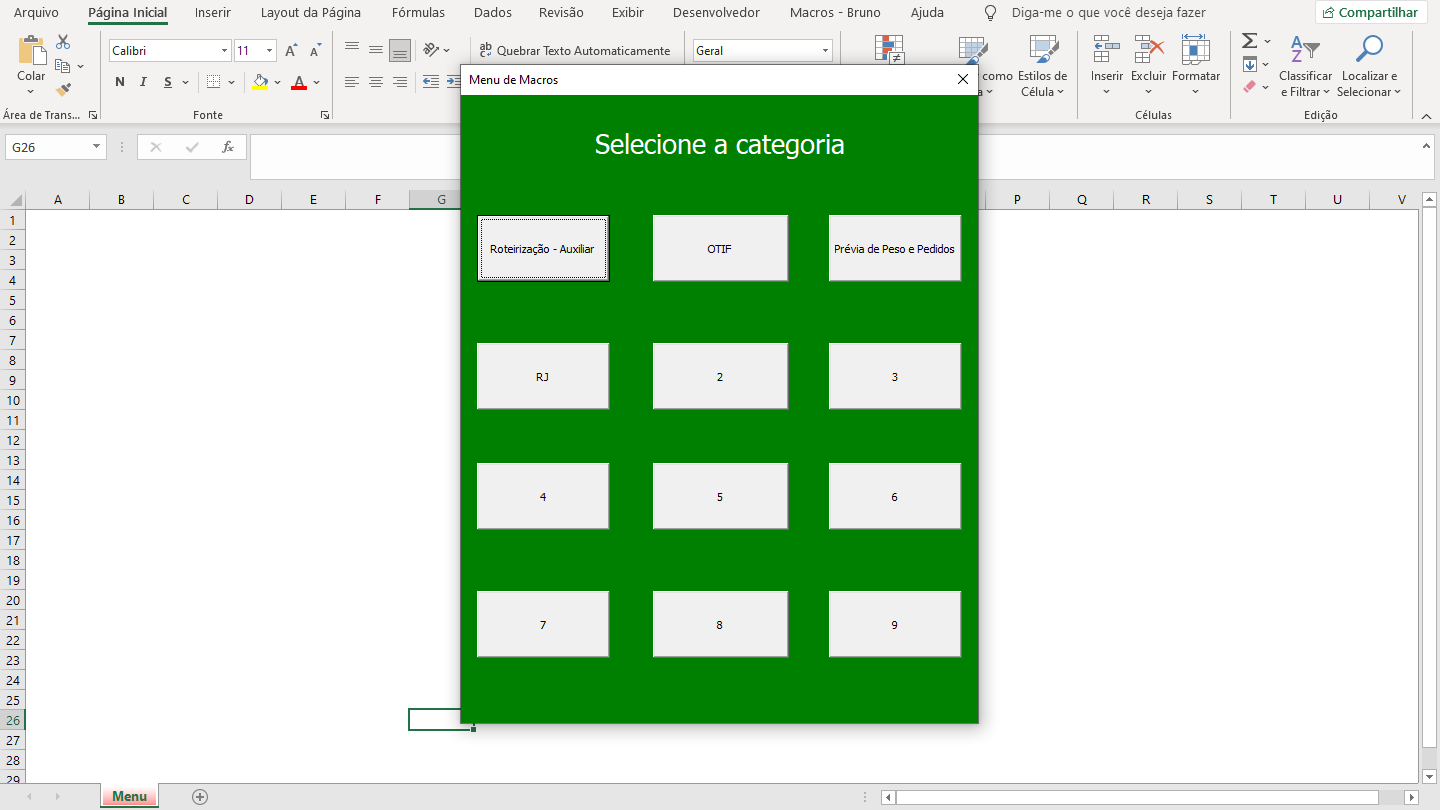 Arquivo Página Inicial Inserir Layout da Página Fórmulas Dados Revisão Exibir Desenvolvedor Macros - Bruno Ajuda Diga-me o que você deseja fazer Compartilhar
Calibri 11 A A ab Quebrar Texto Automaticamente Geral
Colar N I S A como Estilos de Célula Inserir Excluir Formatar Classificar e Filtrar Localizar e Selecionar
Área de Trans... Fonte Células Edição
Menu de Macros
G26 fx
Selecione a categoria
A B C D E F G P Q R S T U V
1
2
3
4
5
6
7
8
9
10
11
12
13
14
15
16
17
18
19
20
21
22
23
24
25
26
27
28
29
Roteirização - Auxiliar OTIF Prévia de Peso e Pedidos
RJ 2 3
4 5 6
7 8 9
Menu